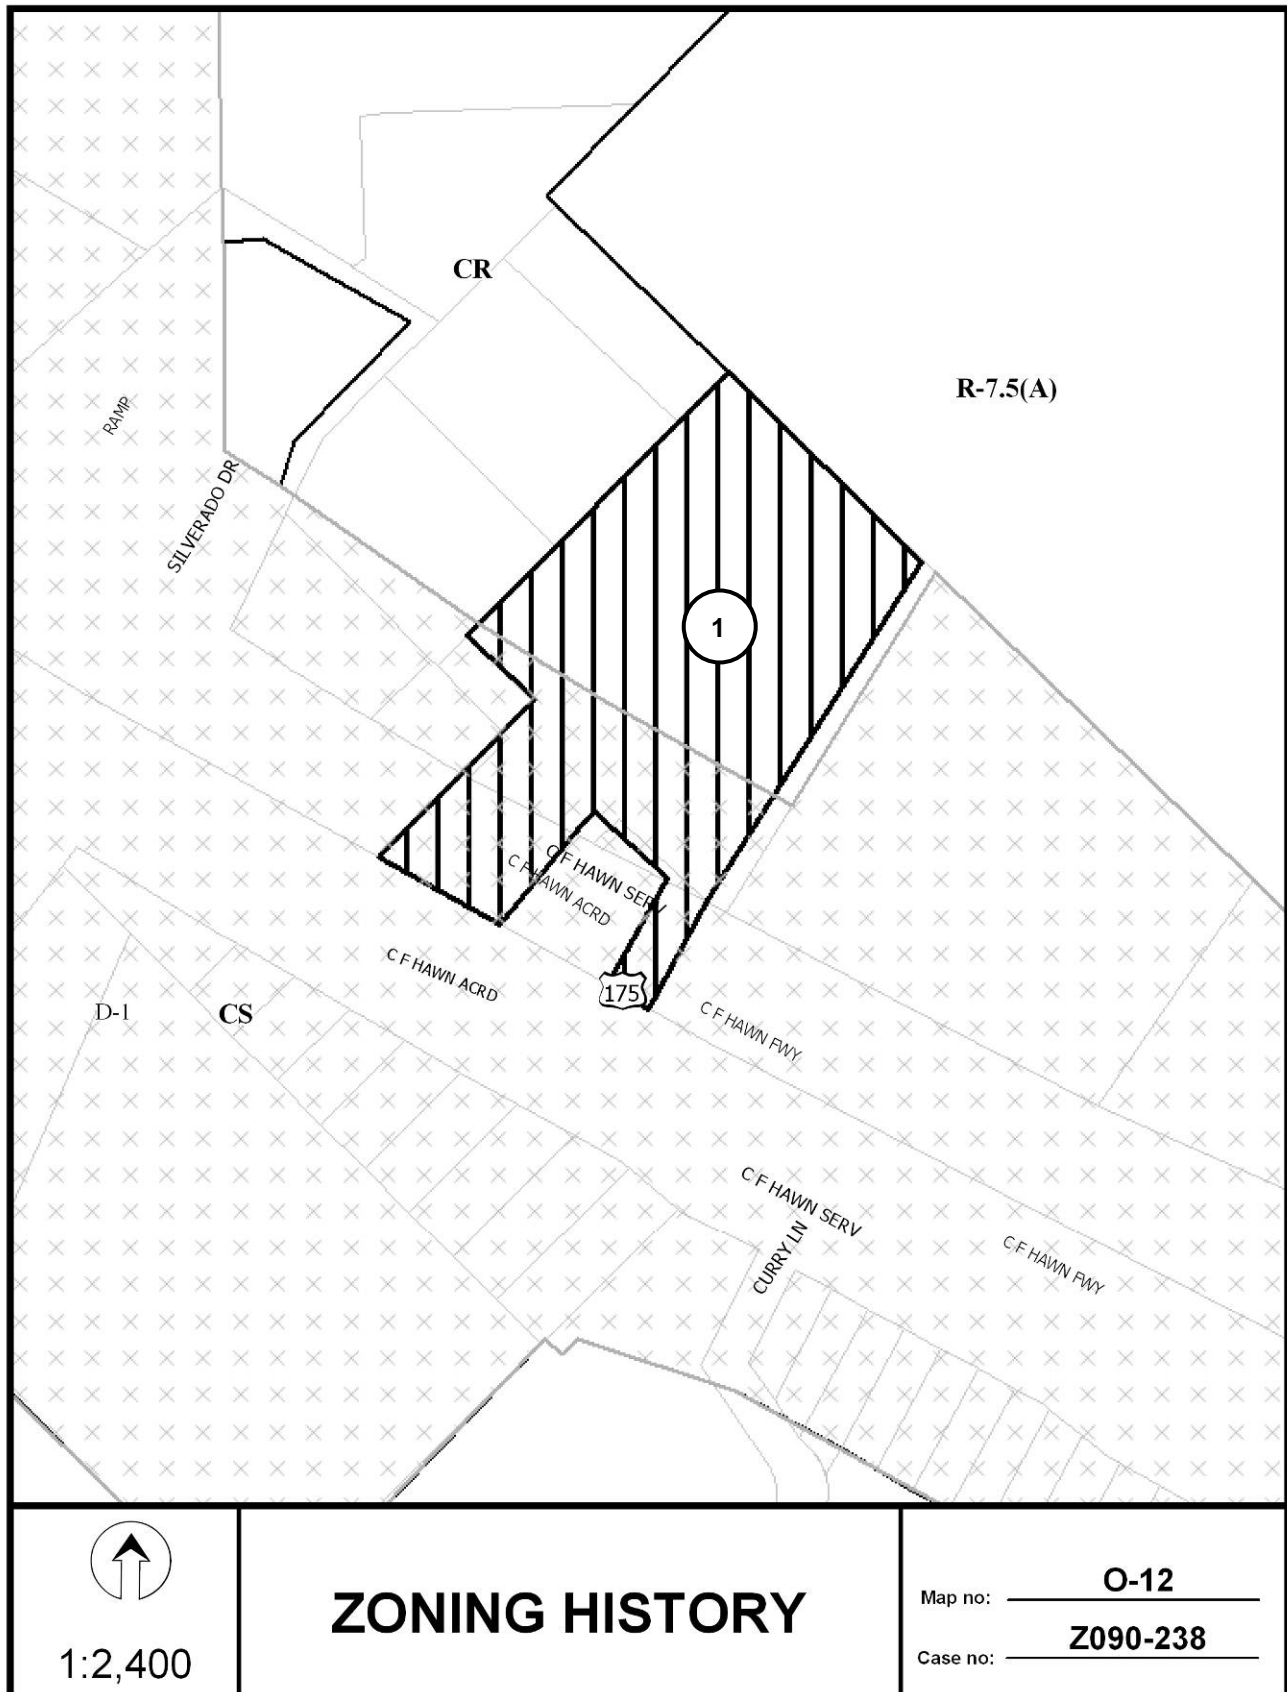 CR
R-7.5(A)
RAMP
SILVERADO DR
1
C F HAWN SERV
C F HAWN ACRD
C F HAWN ACRD
175
D-1
CS
C F HAWN FWY
C F HAWN SERV
CURRY LN
C F HAWN FWY
1:2,400
ZONING HISTORY
Map no: O-12
Case no: Z090-238